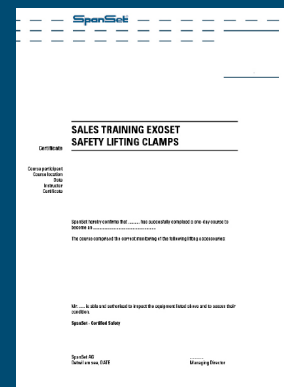 SpanSet
SALES TRAINING EXOSET
SAFETY LIFTING CLAMPS
Certificate
Course participant
Course location
Date
Instructor
Certificate
SpanSet hereby confirms that ........ has successfully completed a one-day course to
become an ................................
The course comprised the correct monitoring of the following lifting accessories:
Mr. ..... is able and authorised to inspect the equipment listed above and to assess their
condition.
SpanSet - Certified Safety
SpanSet AG
DATE
Managing Director